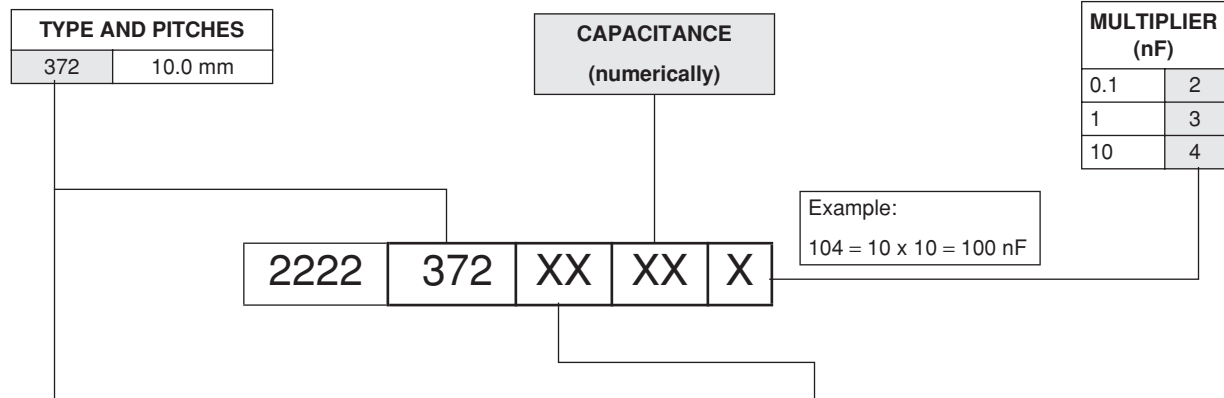 TYPE AND PITCHES
372 10.0 mm
CAPACITANCE
(numerically)
MULTIPLIER
(nF)
0.1 2
1 3
10 4
Example:
104 = 10 x 10 = 100 nF
2222 372 XX XX X